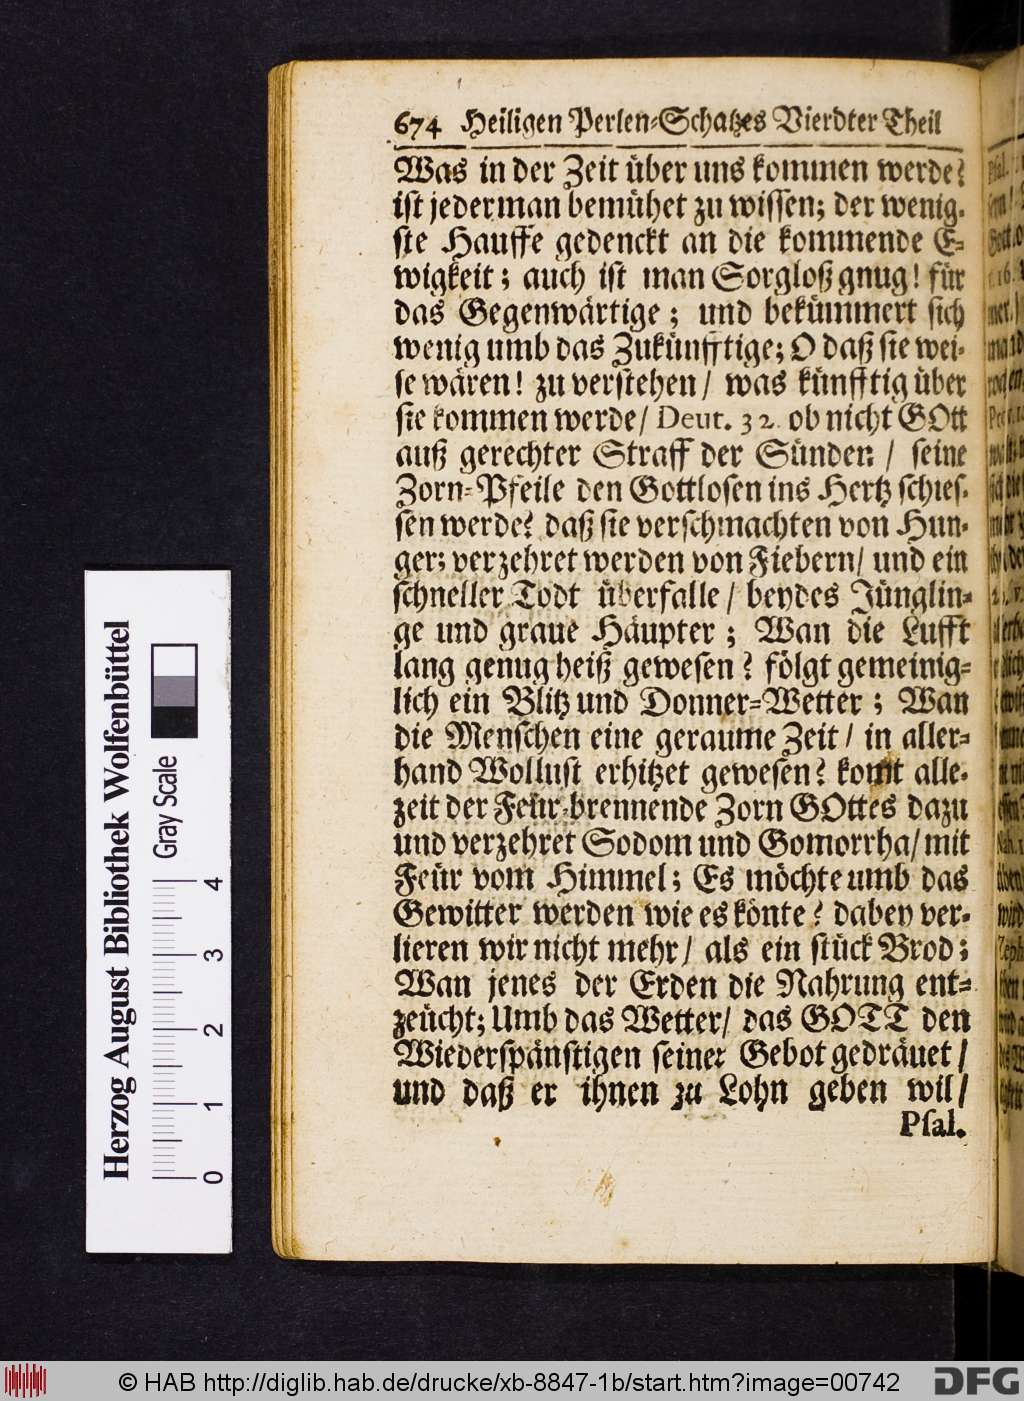 674 Heiligen Perlen-Schatzes Vierdter Theil
Was in der Zeit über uns kommen werde?
ist jederman bemühet zu wissen; der wenig-
ste Hauffe gedenckt an die kommende E-
wigkeit; auch ist man Sorgloß gnug! für
das Gegenwärtige; und bekümmert sich
wenig umb das Zukünfftige; O daß sie wei-
se wären! zu verstehen / was künfftig über
sie kommen werde / Deut. 32. ob nicht GOtt
auß gerechter Straff der Sünden / seine
Zorn-Pfeile den Gottlosen ins Hertz schies-
sen werde? daß sie verschmachten von Hun-
ger; verzehret werden von Fiebern / und ein
schneller Todt überfalle / beydes Jünglin-
ge und graue Häupter; Wan die Lufft
lang genug heiß gewesen? fölgt gemeinig-
lich ein Blitz und Donner-Wetter; Wan
die Menschen eine geraume Zeit / in aller-
hand Wollust erhitzet gewesen? komt alle-
zeit der Feür-brennende Zorn GOttes dazu
und verzehret Sodom und Gomorrha / mit
Feür vom Himmel; Es möchte umb das
Gewitter werden wie es könte? dabey ver-
lieren wir nicht mehr / als ein stück Brod;
Wan jenes der Erden die Nahrung ent-
zeücht; Umb das Wetter / das GOTT den
Wiederspänstigen seiner Gebot gedräuet /
und daß er ihnen zu Lohn geben wil /
Psal.
Herzog August Bibliothek Wolfenbüttel
Gray Scale
0 1 2 3 4
© HAB http://diglib.hab.de/drucke/xb-8847-1b/start.htm?image=00742
DFG